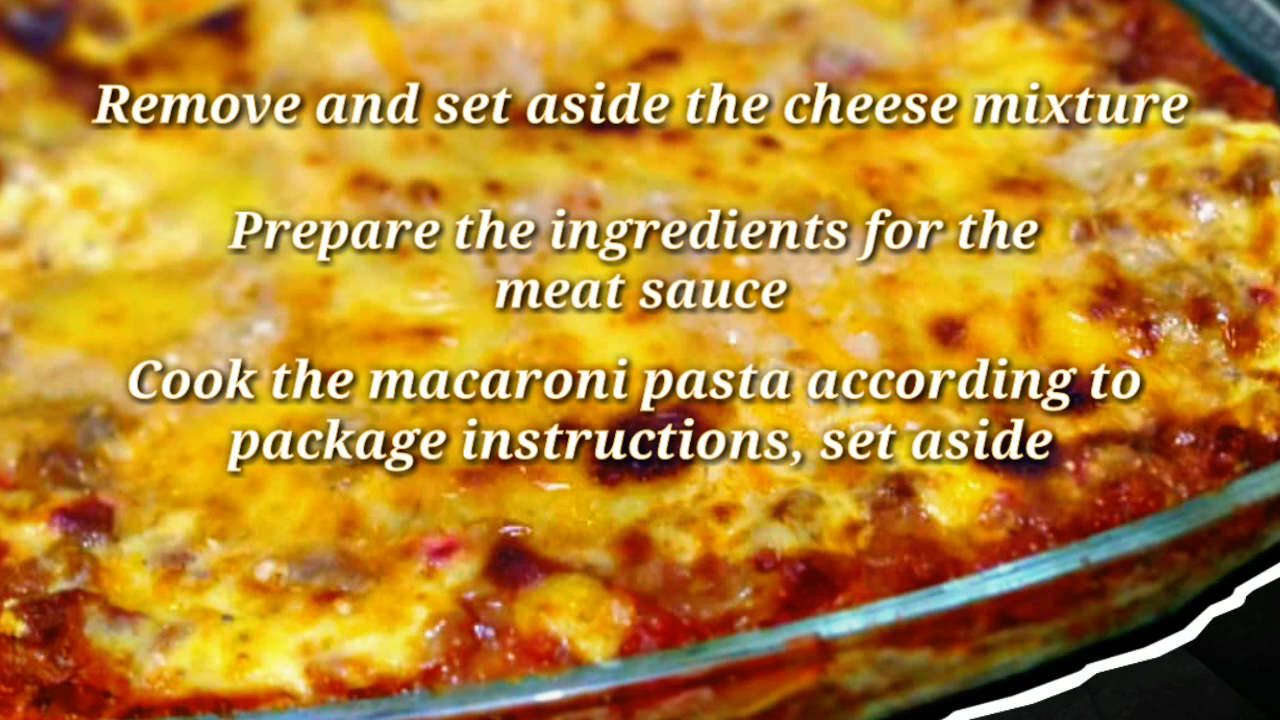 Remove and set aside the cheese mixture
Prepare the ingredients for the
meat sauce
Cook the macaroni pasta according to
package instructions, set aside